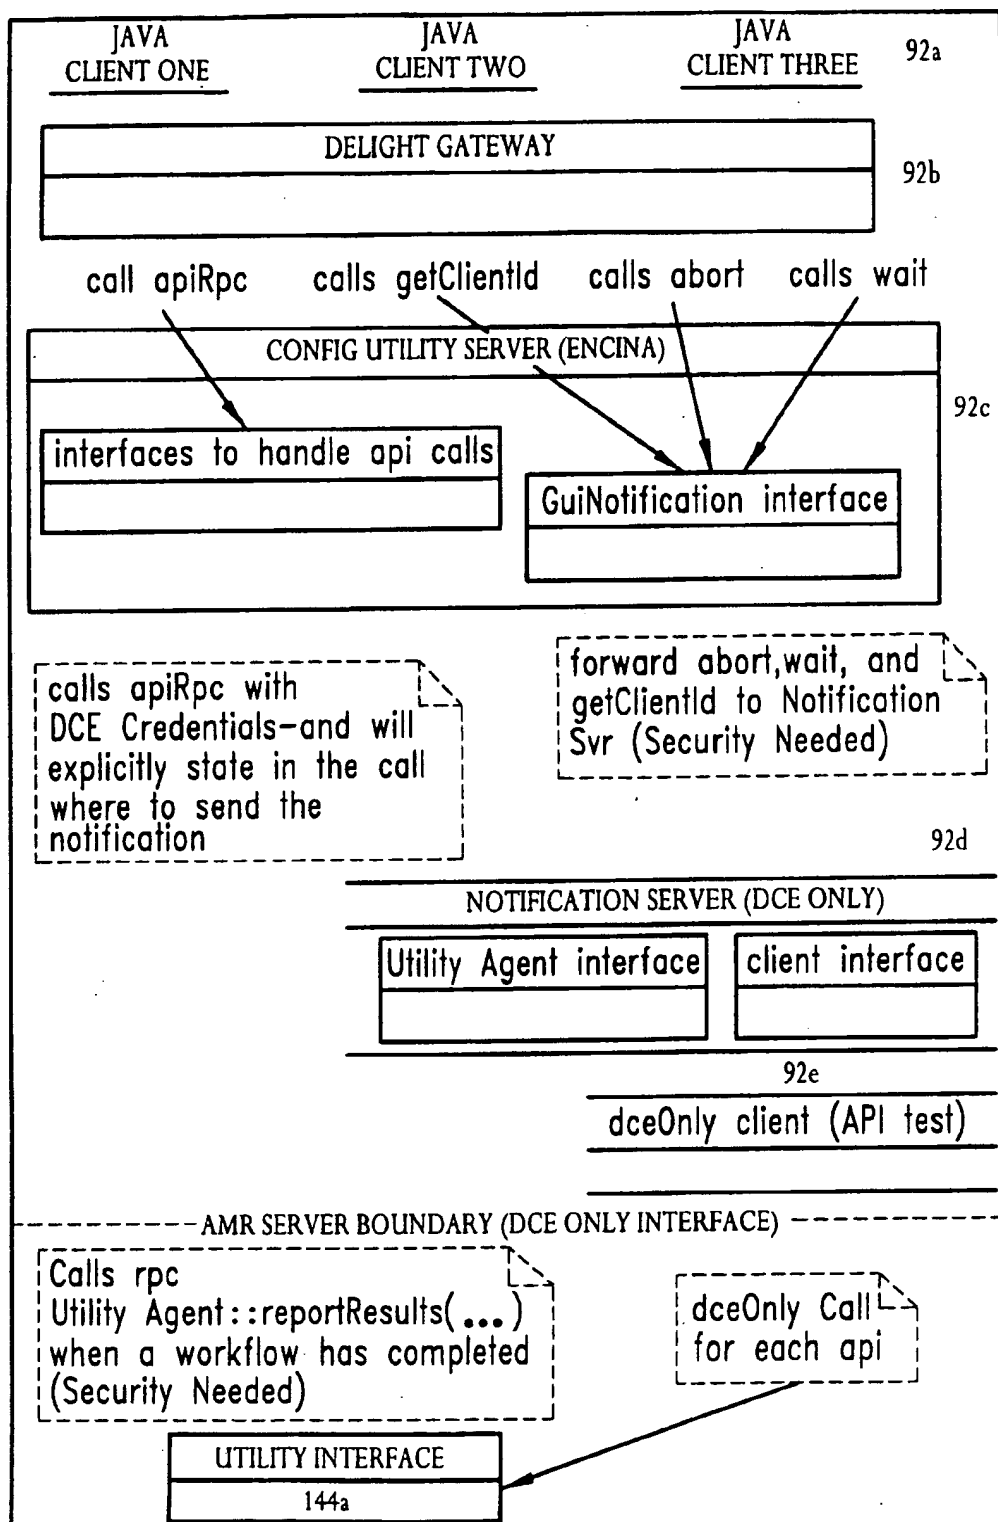 JAVA
CLIENT ONE
JAVA
CLIENT TWO
JAVA
CLIENT THREE
92a
DELIGHT GATEWAY
92b
call apiRpc
calls getClientId
calls abort
calls wait
CONFIG UTILITY SERVER (ENCINA)
92c
interfaces to handle api calls
GuiNotification interface
calls apiRpc with
DCE Credentials-and will
explicitly state in the call
where to send the
notification
forward abort,wait, and
getClientId to Notification
Svr (Security Needed)
92d
NOTIFICATION SERVER (DCE ONLY)
Utility Agent interface
client interface
92e
dceOnly client (API test)
AMR SERVER BOUNDARY (DCE ONLY INTERFACE)
Calls rpc
Utility Agent::reportResults(...)
when a workflow has completed
(Security Needed)
dceOnly Call
for each api
UTILITY INTERFACE
144a